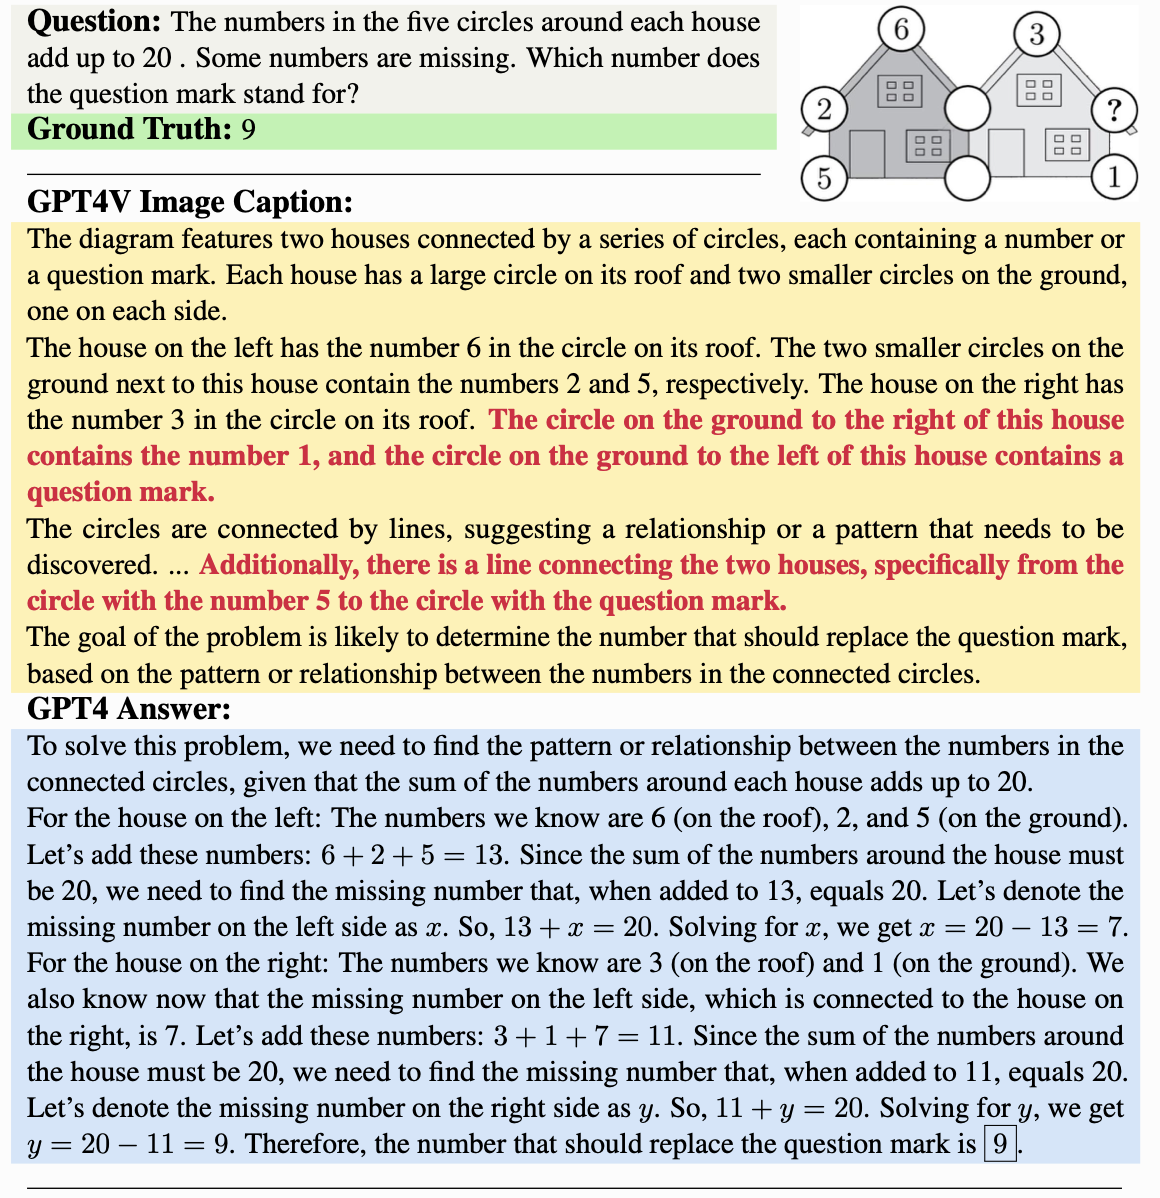 Question: The numbers in the five circles around each house
add up to 20 . Some numbers are missing. Which number does
the question mark stand for?
Ground Truth: 9
6
3
2
?
5
1
GPT4V Image Caption:
The diagram features two houses connected by a series of circles, each containing a number or
a question mark. Each house has a large circle on its roof and two smaller circles on the ground,
one on each side.
The house on the left has the number 6 in the circle on its roof. The two smaller circles on the
ground next to this house contain the numbers 2 and 5, respectively. The house on the right has
the number 3 in the circle on its roof. The circle on the ground to the right of this house
contains the number 1, and the circle on the ground to the left of this house contains a
question mark.
The circles are connected by lines, suggesting a relationship or a pattern that needs to be
discovered. ... Additionally, there is a line connecting the two houses, specifically from the
circle with the number 5 to the circle with the question mark.
The goal of the problem is likely to determine the number that should replace the question mark,
based on the pattern or relationship between the numbers in the connected circles.
GPT4 Answer:
To solve this problem, we need to find the pattern or relationship between the numbers in the
connected circles, given that the sum of the numbers around each house adds up to 20.
For the house on the left: The numbers we know are 6 (on the roof), 2, and 5 (on the ground).
Let's add these numbers: 6 + 2 + 5 = 13. Since the sum of the numbers around the house must
be 20, we need to find the missing number that, when added to 13, equals 20. Let's denote the
missing number on the left side as x. So, 13 + x = 20. Solving for x, we get x = 20 − 13 = 7.
For the house on the right: The numbers we know are 3 (on the roof) and 1 (on the ground). We
also know now that the missing number on the left side, which is connected to the house on
the right, is 7. Let's add these numbers: 3 + 1 + 7 = 11. Since the sum of the numbers around
the house must be 20, we need to find the missing number that, when added to 11, equals 20.
Let's denote the missing number on the right side as y. So, 11 + y = 20. Solving for y, we get
y = 20 − 11 = 9. Therefore, the number that should replace the question mark is 9.